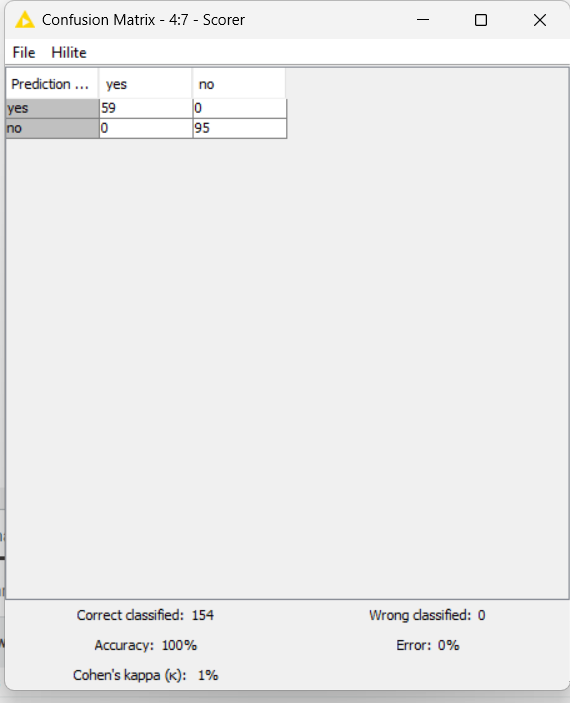 Confusion Matrix - 4:7 - Scorer
File Hilite
Prediction ... yes no
yes 59 0
no 0 95
Correct classified: 154 Wrong classified: 0
Accuracy: 100% Error: 0%
Cohen's kappa (κ): 1%